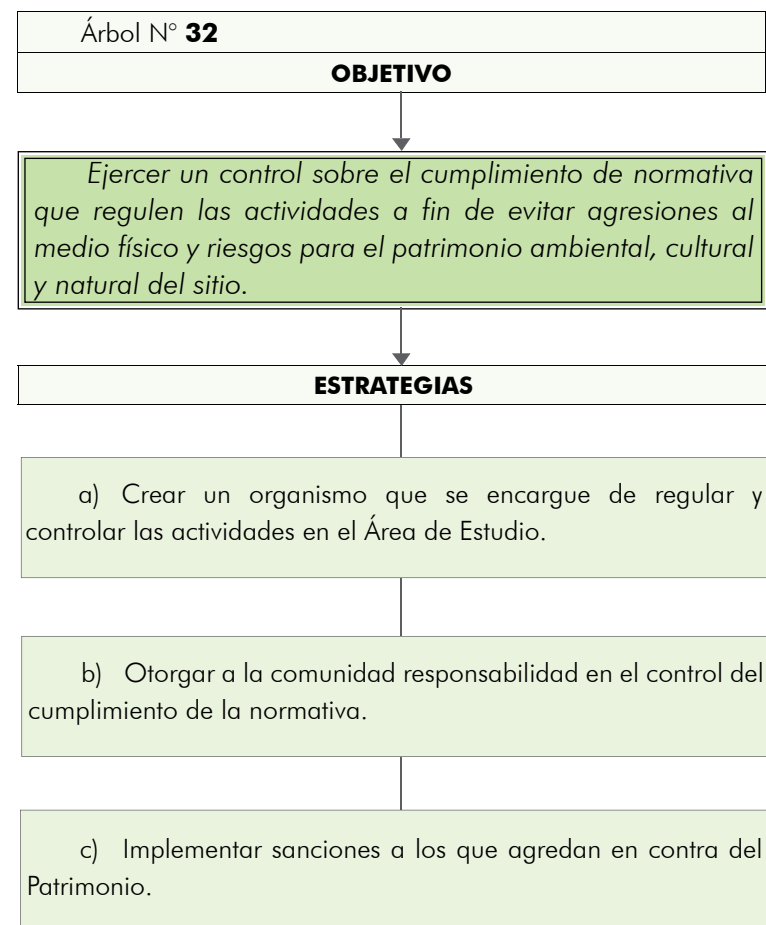 Árbol N° 32
OBJETIVO
Ejercer un control sobre el cumplimiento de normativa
que regulen las actividades a fin de evitar agresiones al
medio físico y riesgos para el patrimonio ambiental, cultural
y natural del sitio.
ESTRATEGIAS
a) Crear un organismo que se encargue de regular y
controlar las actividades en el Área de Estudio.
b) Otorgar a la comunidad responsabilidad en el control del
cumplimiento de la normativa.
c) Implementar sanciones a los que agredan en contra del
Patrimonio.